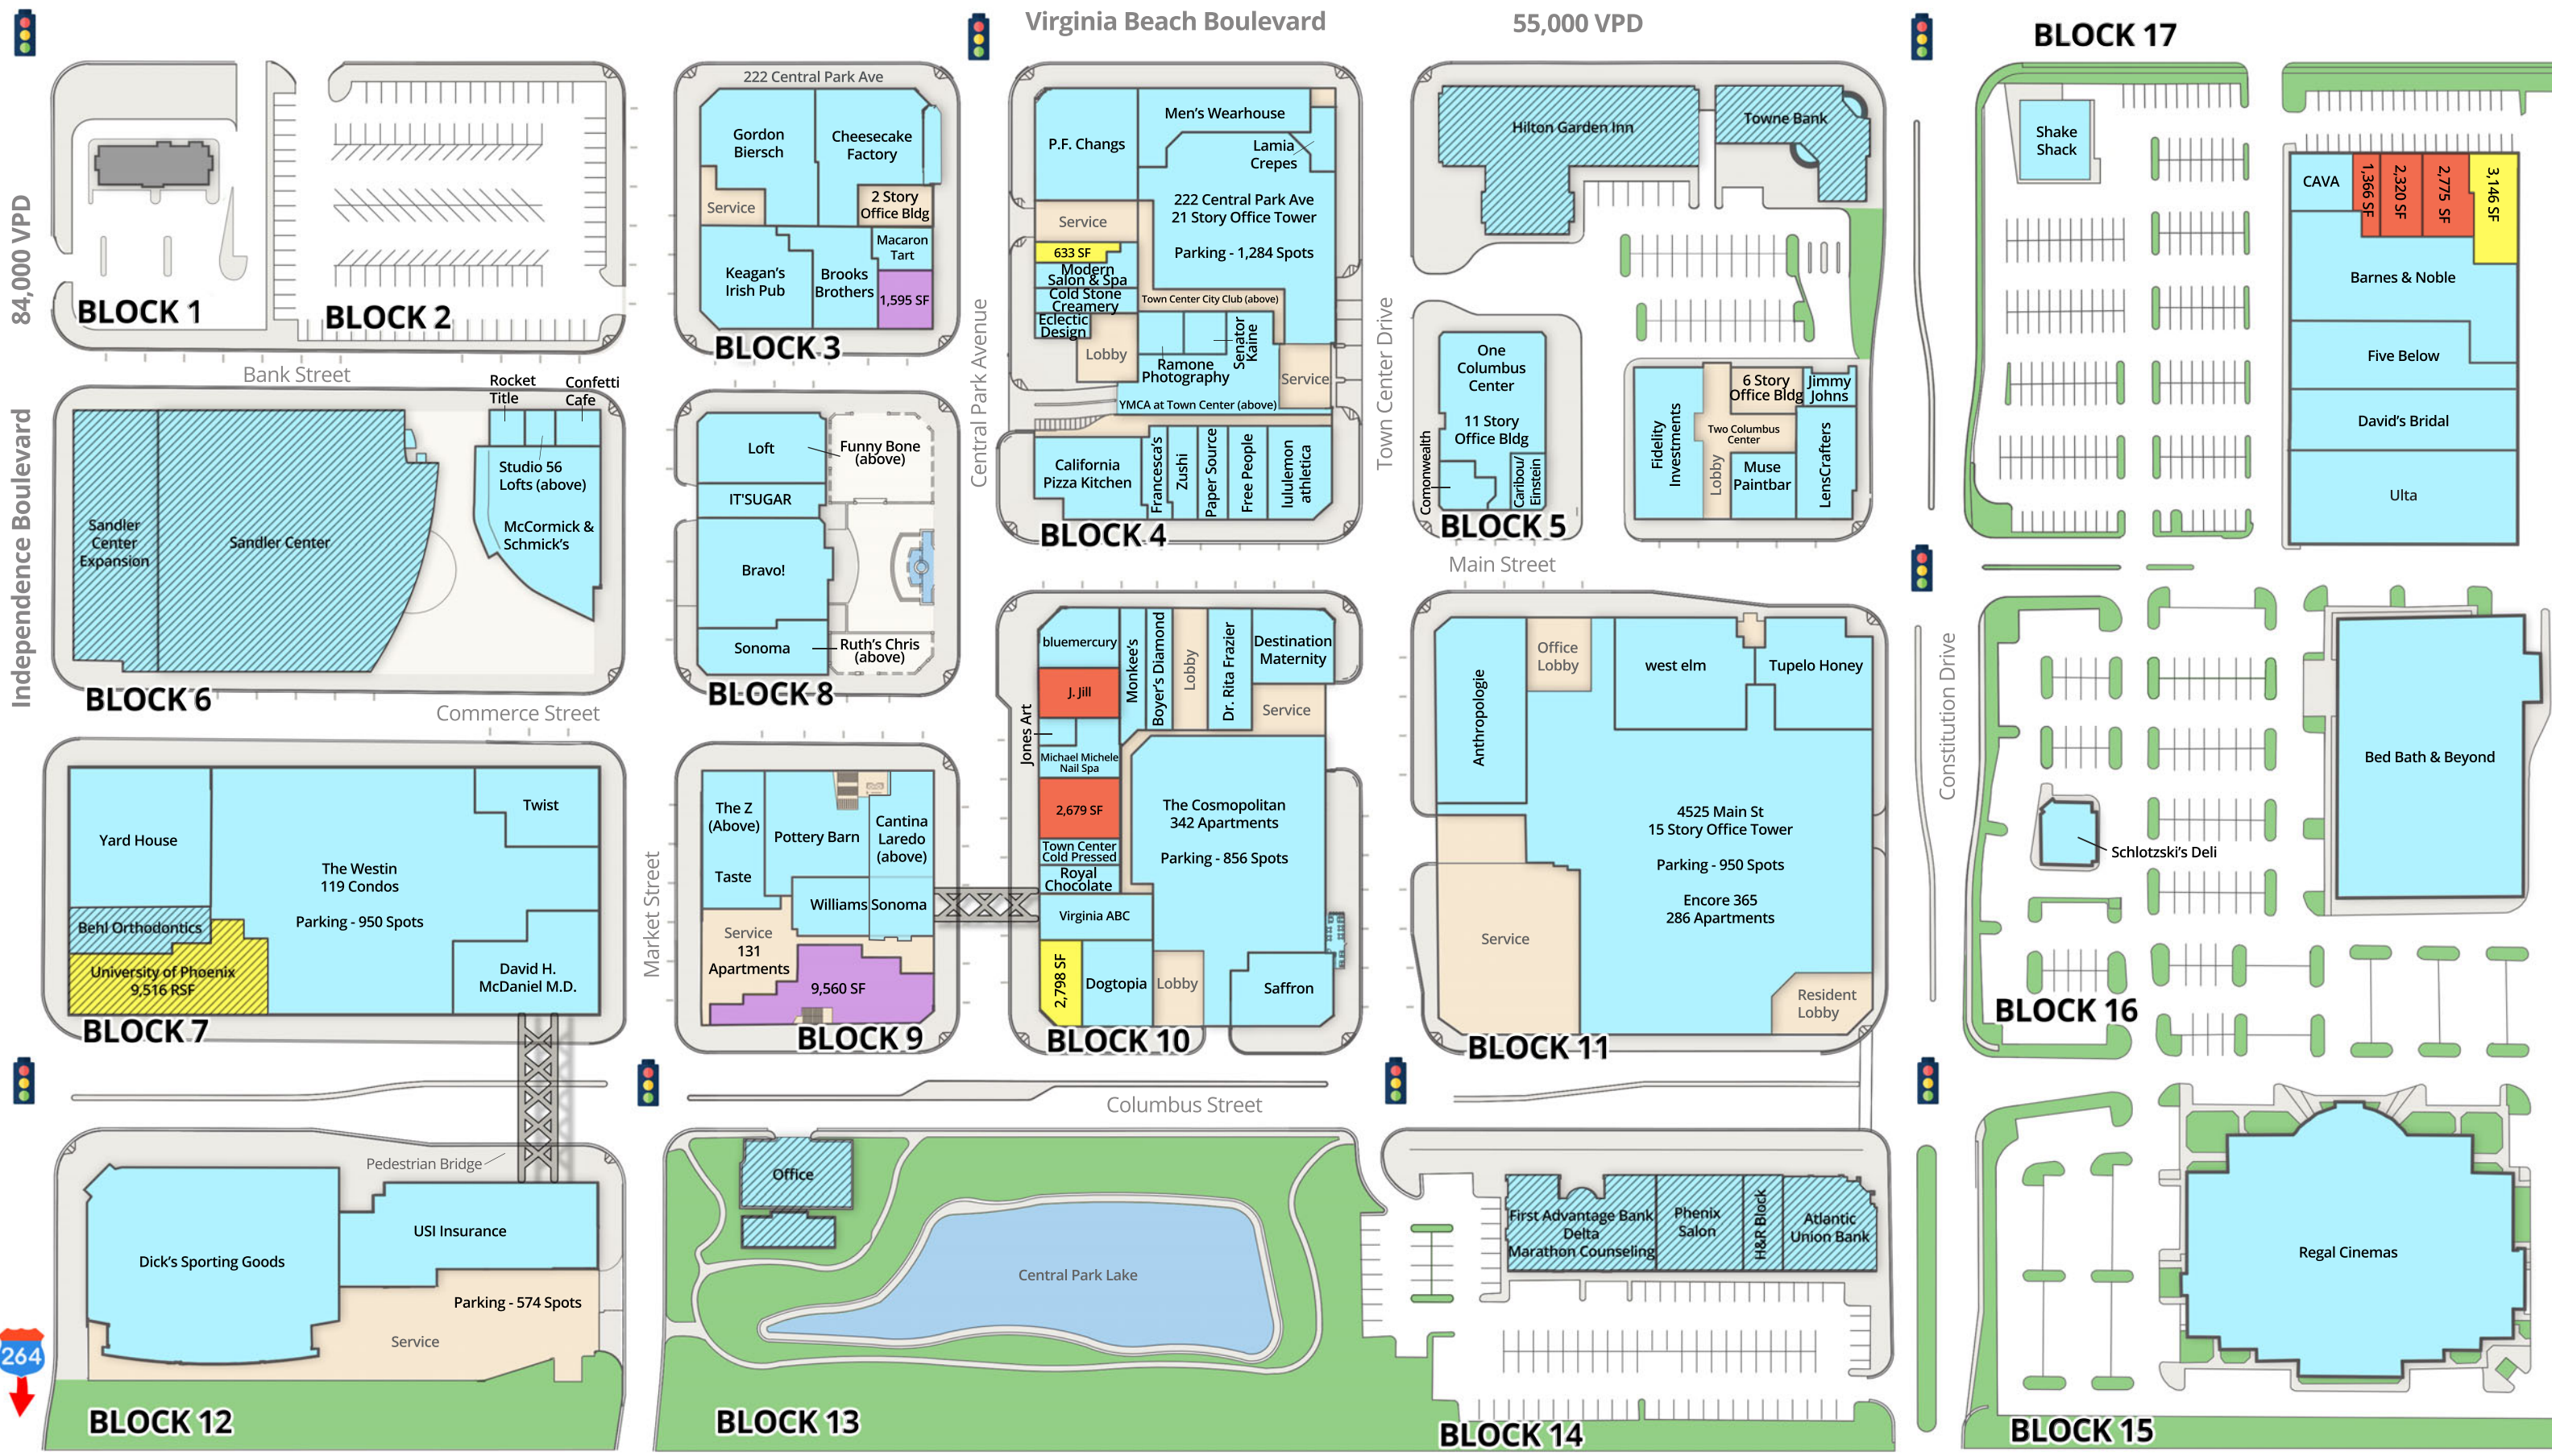 Virginia Beach Boulevard
55,000 VPD
84,000 VPD
Independence Boulevard
BLOCK 1
BLOCK 2
Bank Street
222 Central Park Ave
Gordon
Biersch
Cheesecake
Factory
Service
2 Story
Office Bldg
Macaron
Tart
Keagan's
Irish Pub
Brooks
Brothers
1,595 SF
BLOCK 3
Central Park Avenue
P.F. Changs
Men's Wearhouse
Lamia
Crepes
222 Central Park Ave
21 Story Office Tower
Parking - 1,284 Spots
Service
633 SF
Modern
Salon & Spa
Cold Stone
Creamery
Eclectic
Design
Town Center City Club (above)
Lobby
Senator
Kaine
Ramone
Photography
Service
YMCA at Town Center (above)
California
Pizza Kitchen
Francesca's
Zushi
Paper Source
Free People
lululemon
athletica
BLOCK 4
Town Center Drive
Hilton Garden Inn
Towne Bank
One
Columbus
Center
11 Story
Office Bldg
Comonwealth
Caribou/
Einstein
BLOCK 5
Fidelity
Investments
Lobby
6 Story
Office Bldg
Jimmy
Johns
Two Columbus
Center
Muse
Paintbar
LensCrafters
Main Street
BLOCK 17
Shake
Shack
CAVA
1,366 SF
2,320 SF
2,775 SF
3,146 SF
Barnes & Noble
Five Below
David's Bridal
Ulta
Rocket
Title
Confetti
Cafe
Studio 56
Lofts (above)
McCormick &
Schmick's
Sandler
Center
Expansion
Sandler Center
BLOCK 6
Commerce Street
Loft
Funny Bone
(above)
IT'SUGAR
Bravo!
Sonoma
Ruth's Chris
(above)
BLOCK 8
Yard House
Twist
The Westin
119 Condos
Parking - 950 Spots
Behl Orthodontics
University of Phoenix
9,516 RSF
David H.
McDaniel M.D.
BLOCK 7
Market Street
The Z
(Above)
Taste
Pottery Barn
Cantina
Laredo
(above)
Williams Sonoma
Service
131
Apartments
9,560 SF
BLOCK 9
bluemercury
J. Jill
Jones Art
Michael Michele
Nail Spa
2,679 SF
Town Center
Cold Pressed
Royal
Chocolate
Virginia ABC
2,798 SF
Dogtopia
Lobby
Monkee's
Boyer's Diamond
Lobby
Dr. Rita Frazier
Destination
Maternity
Service
The Cosmopolitan
342 Apartments
Parking - 856 Spots
Saffron
BLOCK 10
Anthropologie
Office
Lobby
west elm
Tupelo Honey
4525 Main St
15 Story Office Tower
Parking - 950 Spots
Encore 365
286 Apartments
Service
Resident
Lobby
BLOCK 11
Constitution Drive
Bed Bath & Beyond
Schlotzski's Deli
BLOCK 16
Columbus Street
Pedestrian Bridge
Dick's Sporting Goods
USI Insurance
Parking - 574 Spots
Service
264
BLOCK 12
Office
Central Park Lake
BLOCK 13
First Advantage Bank
Delta
Marathon Counseling
Phenix
Salon
H&R Block
Atlantic
Union Bank
BLOCK 14
Regal Cinemas
BLOCK 15